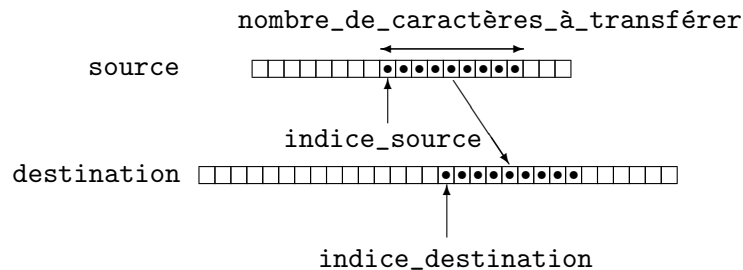 nombre_de_caractères_à_transférer
source
indice_source
destination
indice_destination